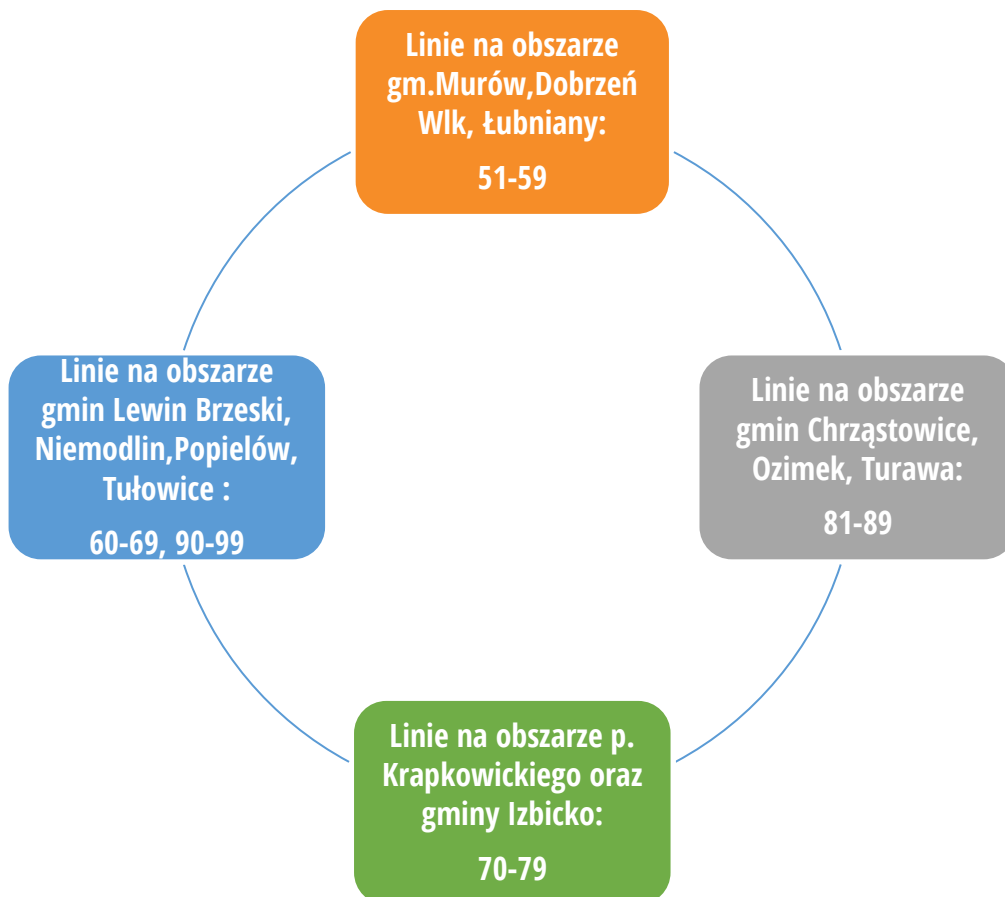 Linie na obszarze
gm.Murów,Dobrzeń
Wlk, Łubniany:
51-59
Linie na obszarze
gmin Lewin Brzeski,
Niemodlin,Popielów,
Tułowice :
60-69, 90-99
Linie na obszarze
gmin Chrząstowice,
Ozimek, Turawa:
81-89
Linie na obszarze p.
Krapkowickiego oraz
gminy Izbicko:
70-79